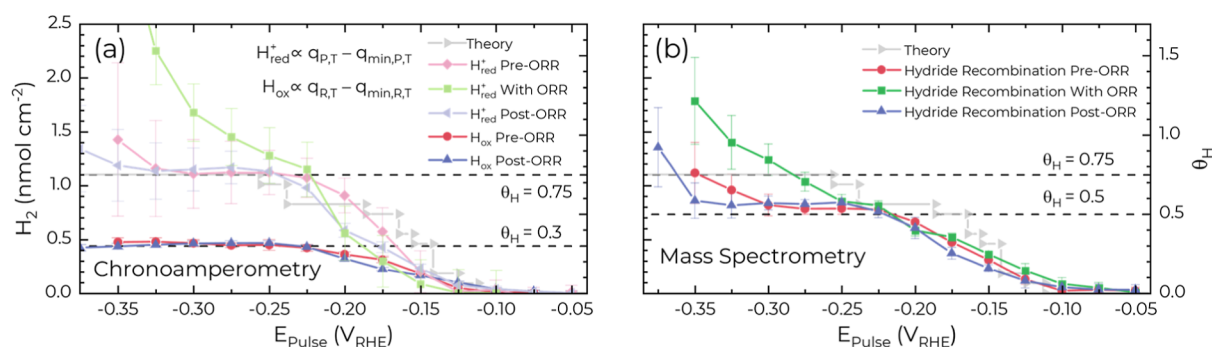 (a)
H⁺red ∝ qP,T – qmin,P,T
Hox ∝ qR,T – qmin,R,T
Theory
H⁺red Pre-ORR
H⁺red With ORR
H⁺red Post-ORR
Hox Pre-ORR
Hox Post-ORR
θH = 0.75
θH = 0.3
Chronoamperometry
H2 (nmol cm-2)
2.5
2.0
1.5
1.0
0.5
0.0
-0.35 -0.30 -0.25 -0.20 -0.15 -0.10 -0.05
EPulse (VRHE)
(b)
Theory
Hydride Recombination Pre-ORR
Hydride Recombination With ORR
Hydride Recombination Post-ORR
θH = 0.75
θH = 0.5
Mass Spectrometry
1.5
1.0
0.5
0.0
θH
-0.35 -0.30 -0.25 -0.20 -0.15 -0.10 -0.05
EPulse (VRHE)